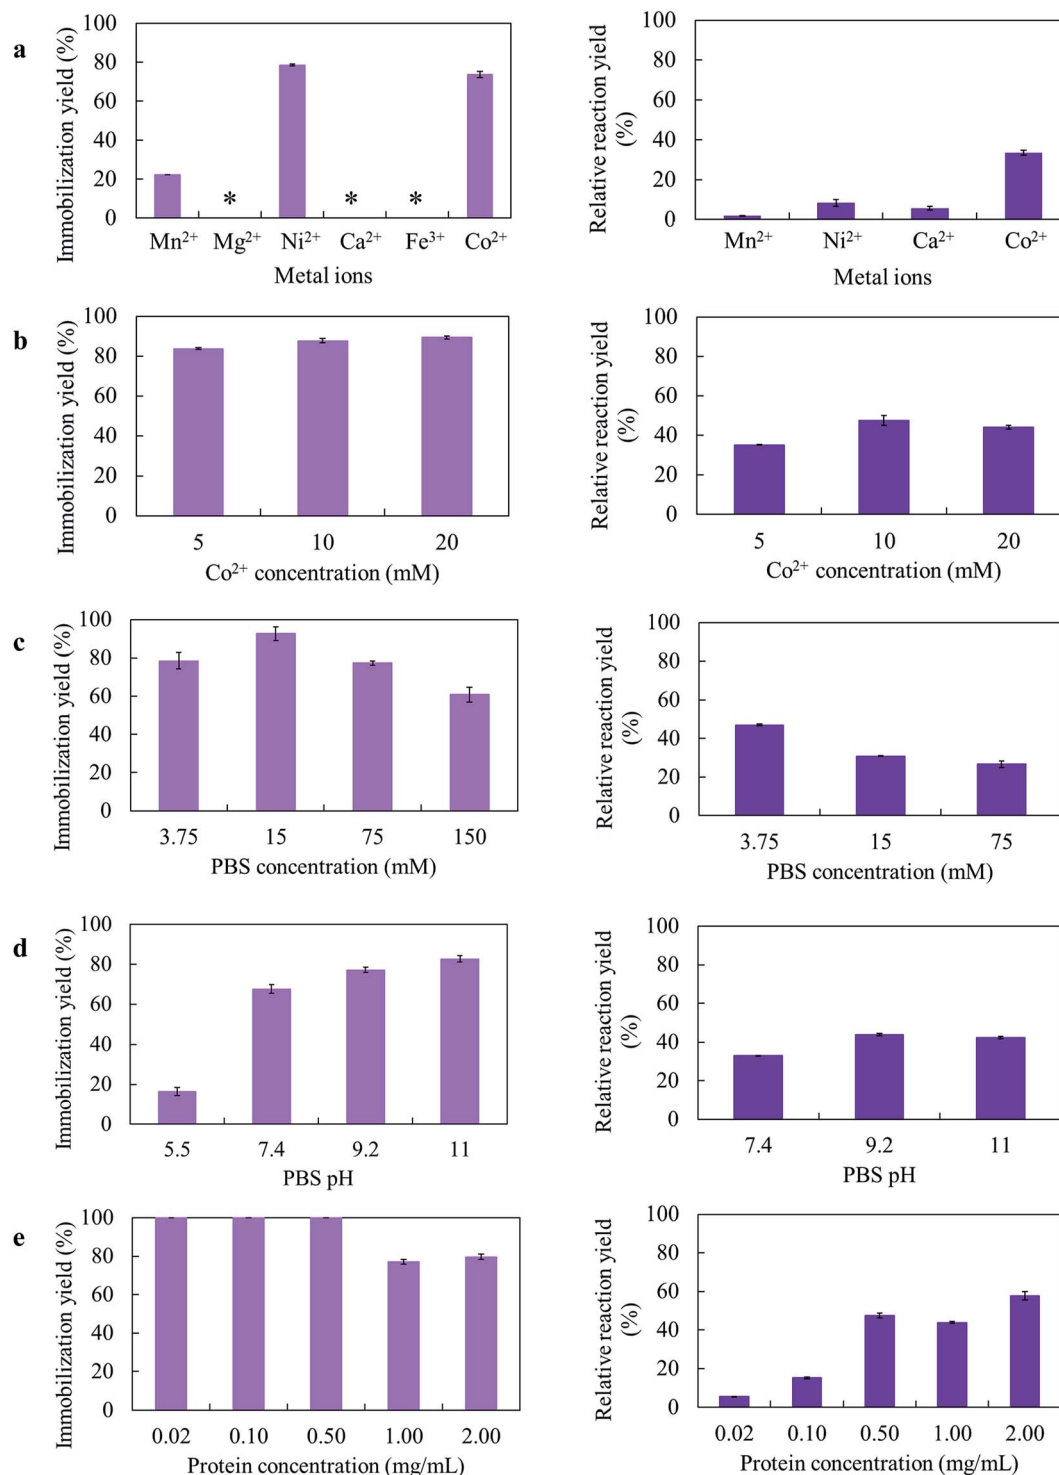 a
Immobilization yield (%)
100
80
60
40
20
0
*
*
*
Mn²⁺ Mg²⁺ Ni²⁺ Ca²⁺ Fe³⁺ Co²⁺
Metal ions
Relative reaction yield
(%)
100
80
60
40
20
0
Mn²⁺ Ni²⁺ Ca²⁺ Co²⁺
Metal ions
b
Immobilization yield (%)
100
80
60
40
20
0
5 10 20
Co²⁺ concentration (mM)
Relative reaction yield
(%)
100
80
60
40
20
0
5 10 20
Co²⁺ concentration (mM)
c
Immobilization yield (%)
100
80
60
40
20
0
3.75 15 75 150
PBS concentration (mM)
Relative reaction yield
(%)
100
80
60
40
20
0
3.75 15 75
PBS concentration (mM)
d
Immobilization yield (%)
100
80
60
40
20
0
5.5 7.4 9.2 11
PBS pH
Relative reaction yield
(%)
100
80
60
40
20
0
7.4 9.2 11
PBS pH
e
Immobilization yield (%)
100
80
60
40
20
0
0.02 0.10 0.50 1.00 2.00
Protein concentration (mg/mL)
Relative reaction yield
(%)
100
80
60
40
20
0
0.02 0.10 0.50 1.00 2.00
Protein concentration (mg/mL)